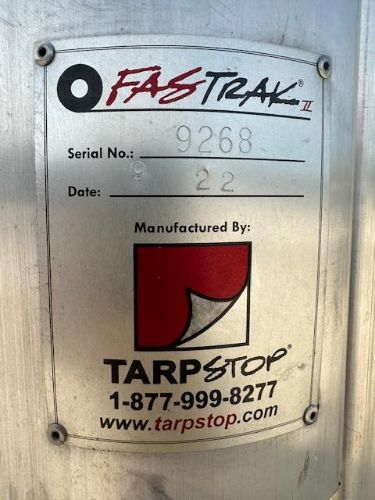 FASTRAK® II
Serial No.: 9268
Date: 9 22
Manufactured By:
TARPSTOP®
1-877-999-8277
www.tarpstop.com